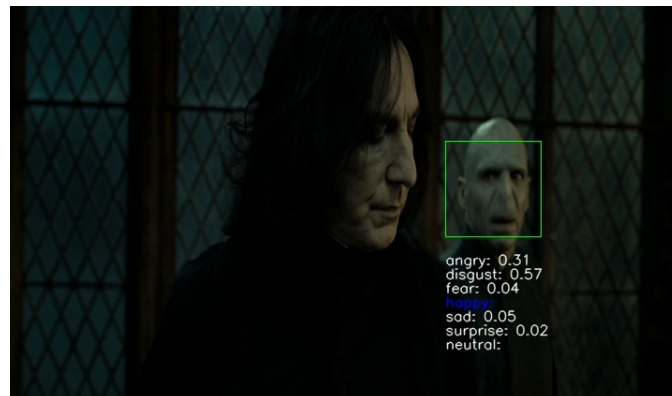 angry: 0.31
disgust: 0.57
fear: 0.04
happy:
sad: 0.05
surprise: 0.02
neutral: